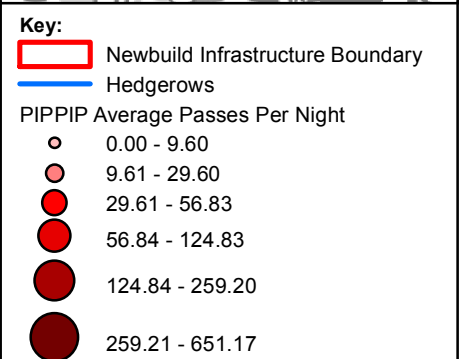 Key:
Newbuild Infrastructure Boundary
Hedgerows
PIPPIP Average Passes Per Night
0.00 - 9.60
9.61 - 29.60
29.61 - 56.83
56.84 - 124.83
124.84 - 259.20
259.21 - 651.17